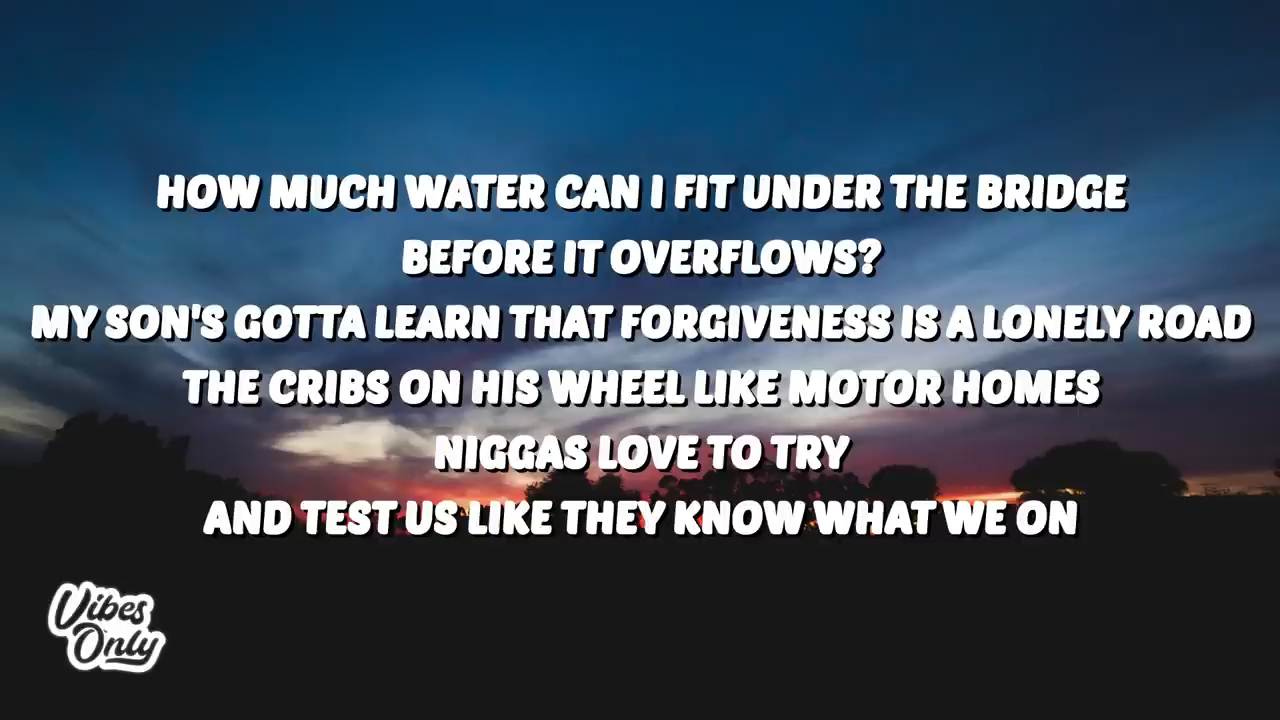 HOW MUCH WATER CAN I FIT UNDER THE BRIDGE
BEFORE IT OVERFLOWS?
MY SON'S GOTTA LEARN THAT FORGIVENESS IS A LONELY ROAD
THE CRIBS ON HIS WHEEL LIKE MOTOR HOMES
NIGGAS LOVE TO TRY
AND TEST US LIKE THEY KNOW WHAT WE ON
Vibes
Only